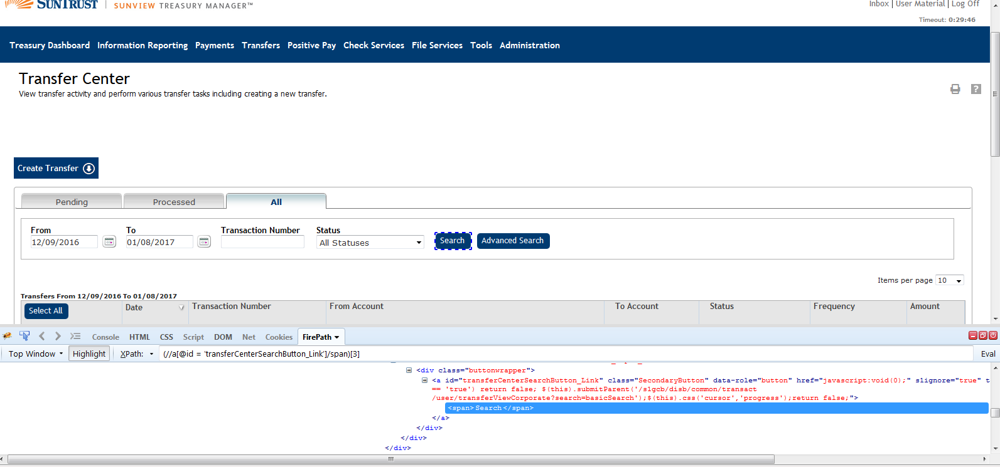 SUNTRUST | SUNVIEW TREASURY MANAGER™
Inbox | User Material | Log Off
Timeout: 0:29:46
Treasury Dashboard Information Reporting Payments Transfers Positive Pay Check Services File Services Tools Administration
Transfer Center
View transfer activity and perform various transfer tasks including creating a new transfer.
?
Create Transfer
Pending Processed All
From To Transaction Number Status
12/09/2016 01/08/2017 All Statuses Search Advanced Search
Items per page 10
Transfers From 12/09/2016 To 01/08/2017
Select All Date Transaction Number From Account To Account Status Frequency Amount
Console HTML CSS Script DOM Net Cookies FirePath
Top Window Highlight XPath: (//a[@id = 'transferCenterSearchButton_Link']/span)[3] Eval
<div class="buttonwrapper">
<a id="transferCenterSearchButton_Link" class="SecondaryButton" data-role="button" href="javascript:void(0);" s1ignore="true" t
== 'true') return false; $(this).submitParent('/s1gcb/disb/common/transact
/user/transferViewCorporate?search=basicSearch');$(this).css('cursor','progress');return false;">
<span>Search</span>
</a>
</div>
</div>
</div>